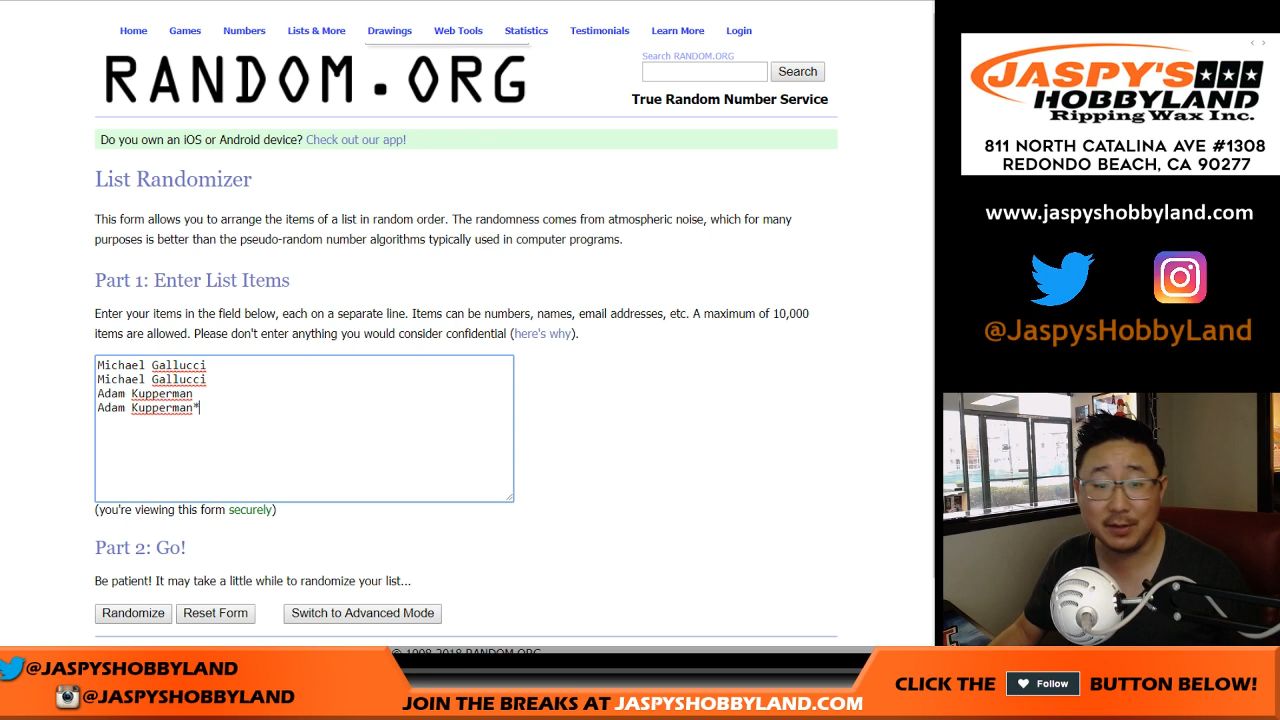 Home Games Numbers Lists & More Drawings Web Tools Statistics Testimonials Learn More Login
RANDOM.ORG
Search RANDOM.ORG
Search
True Random Number Service
Do you own an iOS or Android device? Check out our app!
List Randomizer
This form allows you to arrange the items of a list in random order. The randomness comes from atmospheric noise, which for many
purposes is better than the pseudo-random number algorithms typically used in computer programs.
Part 1: Enter List Items
Enter your items in the field below, each on a separate line. Items can be numbers, names, email addresses, etc. A maximum of 10,000
items are allowed. Please don't enter anything you would consider confidential (here's why).
Michael Gallucci
Michael Gallucci
Adam Kupperman
Adam Kupperman*
(you're viewing this form securely)
Part 2: Go!
Be patient! It may take a little while to randomize your list...
Randomize Reset Form Switch to Advanced Mode
© 1998-2018 RANDOM.ORG
JASPY'S
HOBBYLAND
Ripping Wax Inc.
811 NORTH CATALINA AVE #1308
REDONDO BEACH, CA 90277
www.jaspyshobbyland.com
@JaspysHobbyLand
@JASPYSHOBBYLAND
@JASPYSHOBBYLAND
JOIN THE BREAKS AT JASPYSHOBBYLAND.COM
CLICK THE Follow BUTTON BELOW!